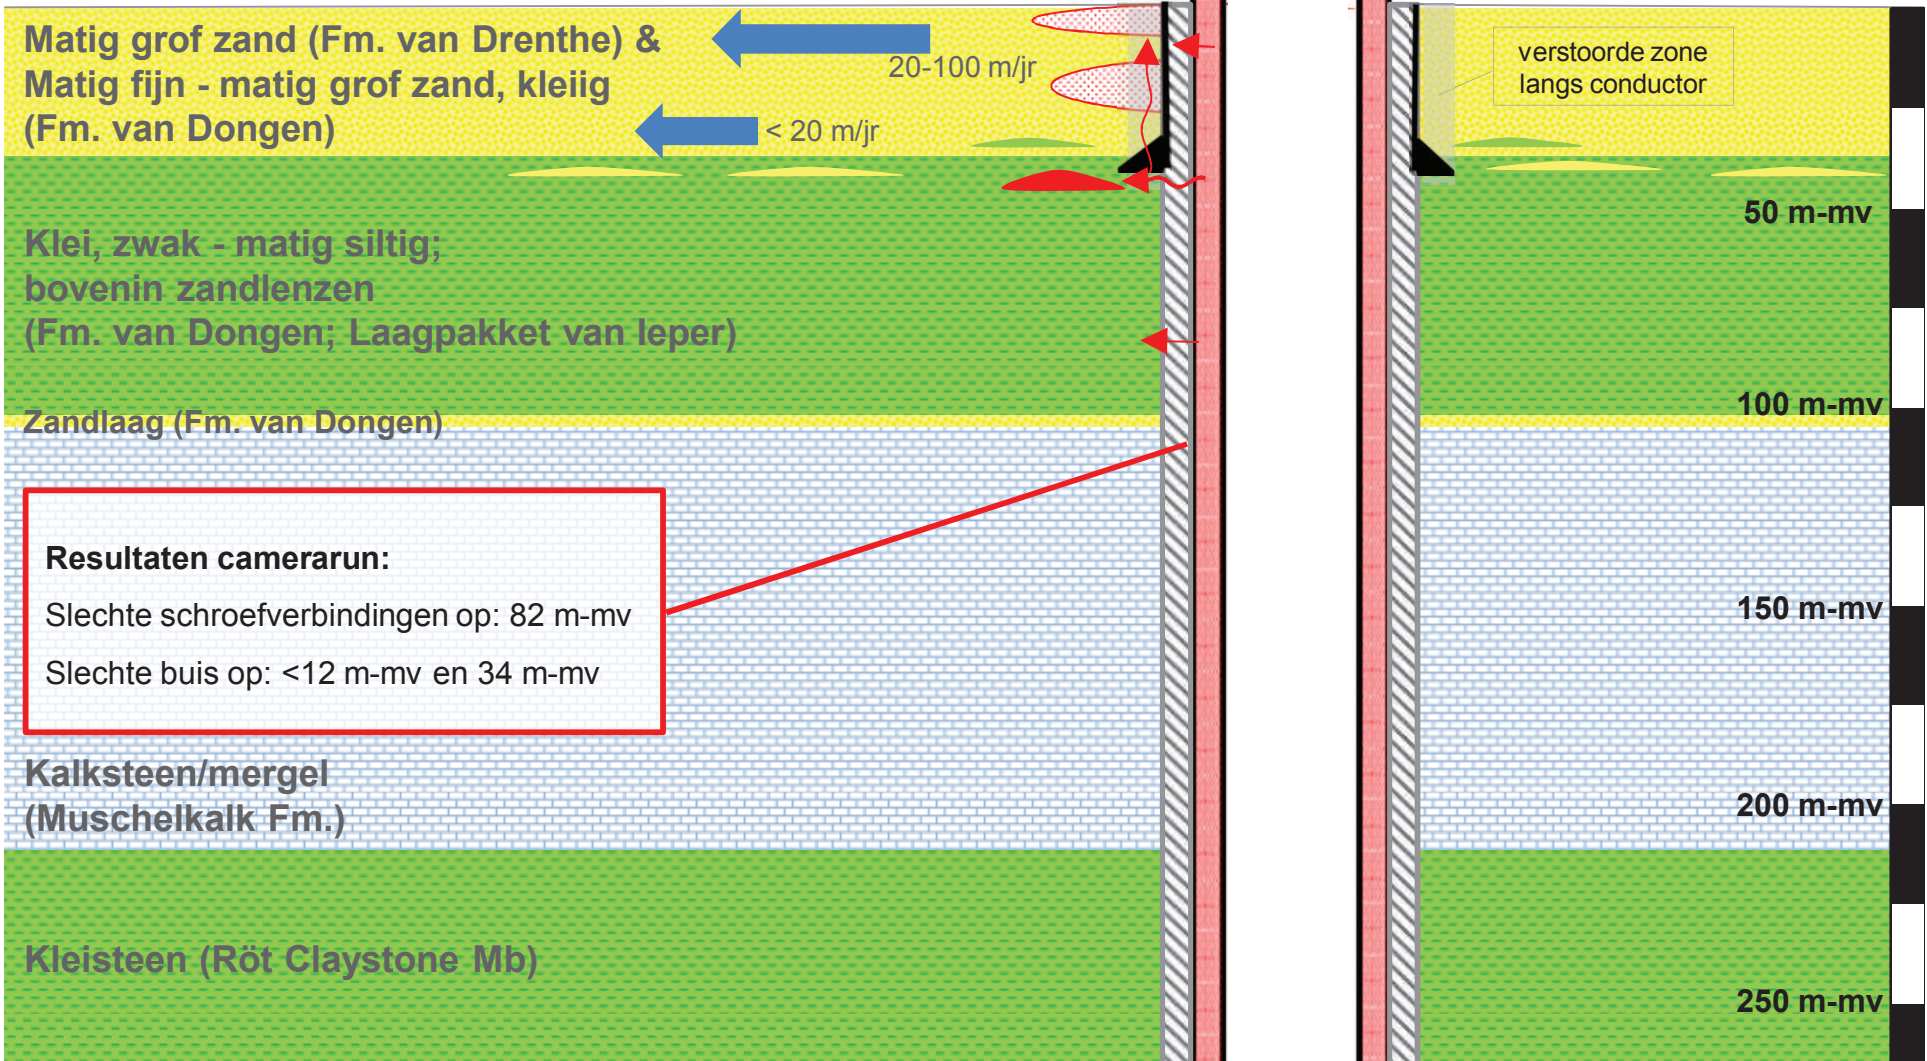 Matig grof zand (Fm. van Drenthe) &
Matig fijn - matig grof zand, kleiig
(Fm. van Dongen)
20-100 m/jr
< 20 m/jr
verstoorde zone
langs conductor
50 m-mv
Klei, zwak - matig siltig;
bovenin zandlenzen
(Fm. van Dongen; Laagpakket van Ieper)
100 m-mv
Zandlaag (Fm. van Dongen)
Resultaten camerarun:
Slechte schroefverbindingen op: 82 m-mv
Slechte buis op: <12 m-mv en 34 m-mv
150 m-mv
Kalksteen/mergel
(Muschelkalk Fm.)
200 m-mv
Kleisteen (Röt Claystone Mb)
250 m-mv